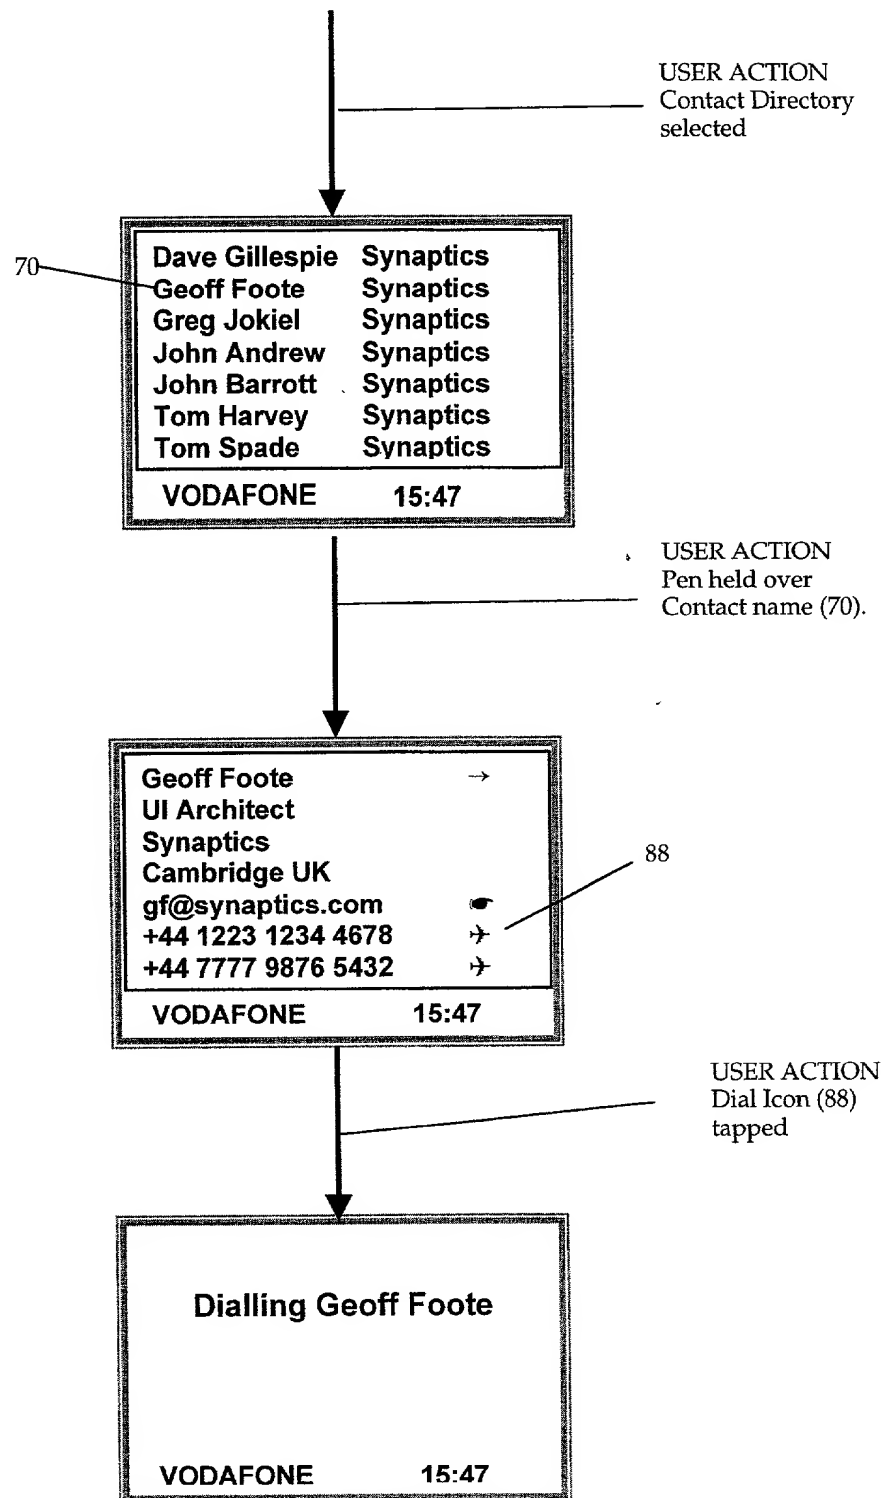 USER ACTION
Contact Directory
selected
70
Dave Gillespie Synaptics
Geoff Foote Synaptics
Greg Jokiel Synaptics
John Andrew Synaptics
John Barrott Synaptics
Tom Harvey Synaptics
Tom Spade Synaptics
VODAFONE 15:47
USER ACTION
Pen held over
Contact name (70).
Geoff Foote →
UI Architect
Synaptics
Cambridge UK
gf@synaptics.com
+44 1223 1234 4678
+44 7777 9876 5432
88
VODAFONE 15:47
USER ACTION
Dial Icon (88)
tapped
Dialling Geoff Foote
VODAFONE 15:47